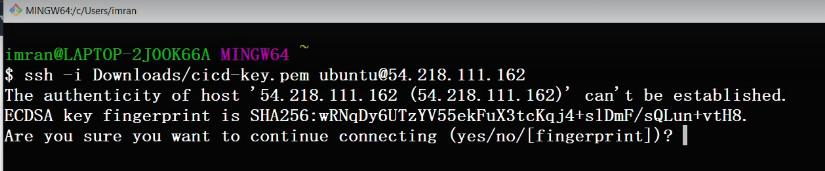 MINGW64:/c/Users/imran
imran@LAPTOP-2JOOK66A MINGW64 ~
$ ssh -i Downloads/cicd-key.pem ubuntu@54.218.111.162
The authenticity of host '54.218.111.162 (54.218.111.162)' can't be established.
ECDSA key fingerprint is SHA256:wRNqDy6UTzYV55ekFuX3tcKqj4+slDmF/sQLun+vtH8.
Are you sure you want to continue connecting (yes/no/[fingerprint])?